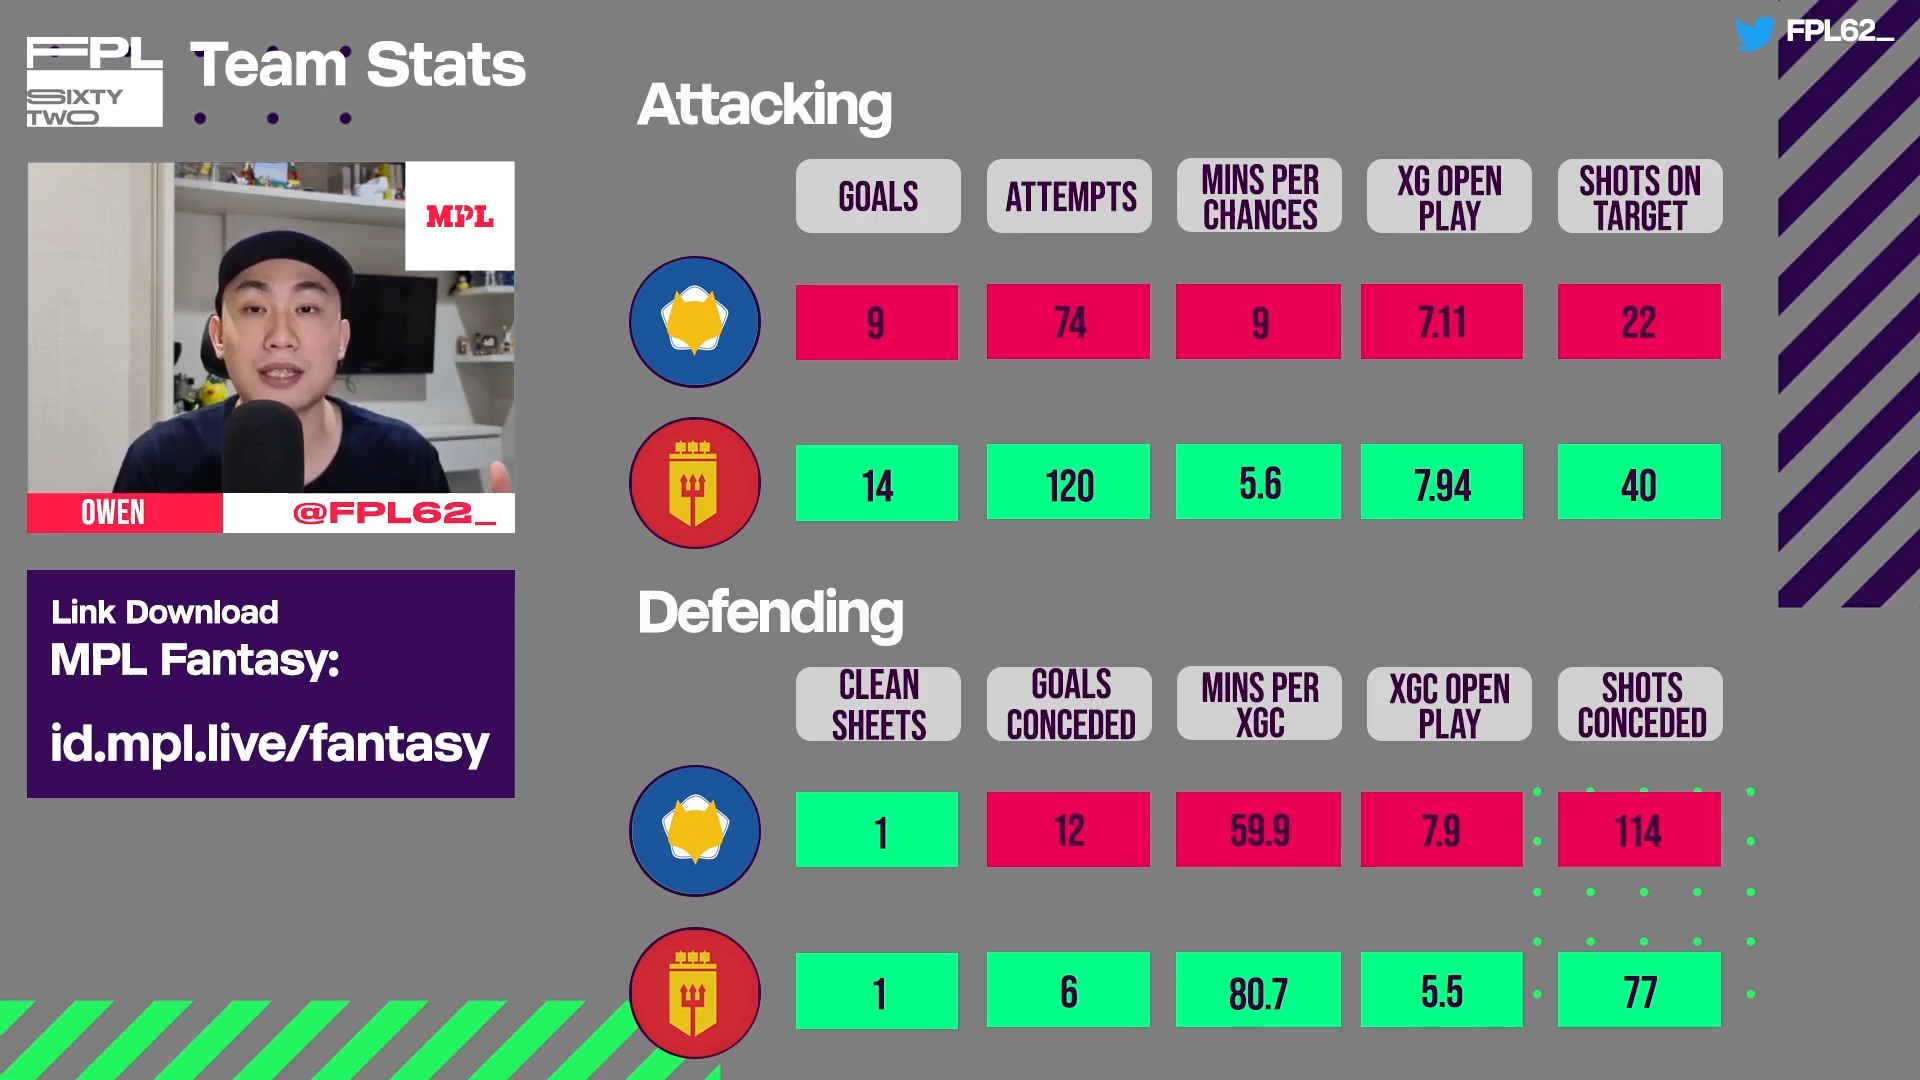 FPL
SIXTY
TWO
Team Stats
FPL62_
MPL
OWEN
@FPL62_
Link Download
MPL Fantasy:
id.mpl.live/fantasy
Attacking
GOALS
ATTEMPTS
MINS PER
CHANCES
XG OPEN
PLAY
SHOTS ON
TARGET
9
74
9
7.11
22
14
120
5.6
7.94
40
Defending
CLEAN
SHEETS
GOALS
CONCEDED
MINS PER
XGC
XGC OPEN
PLAY
SHOTS
CONCEDED
1
12
59.9
7.9
114
1
6
80.7
5.5
77